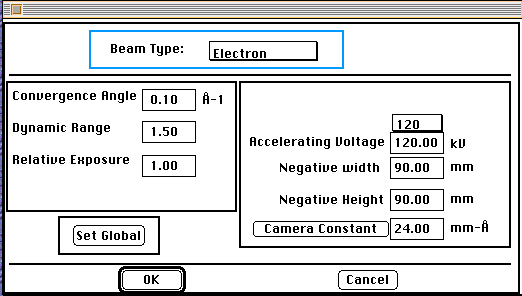 Beam Type: Electron
Convergence Angle 0.10 Å-1
Dynamic Range 1.50
Relative Exposure 1.00
120
Accelerating Voltage 120.00 kV
Negative width 90.00 mm
Negative Height 90.00 mm
Camera Constant 24.00 mm-Å
Set Global
OK Cancel